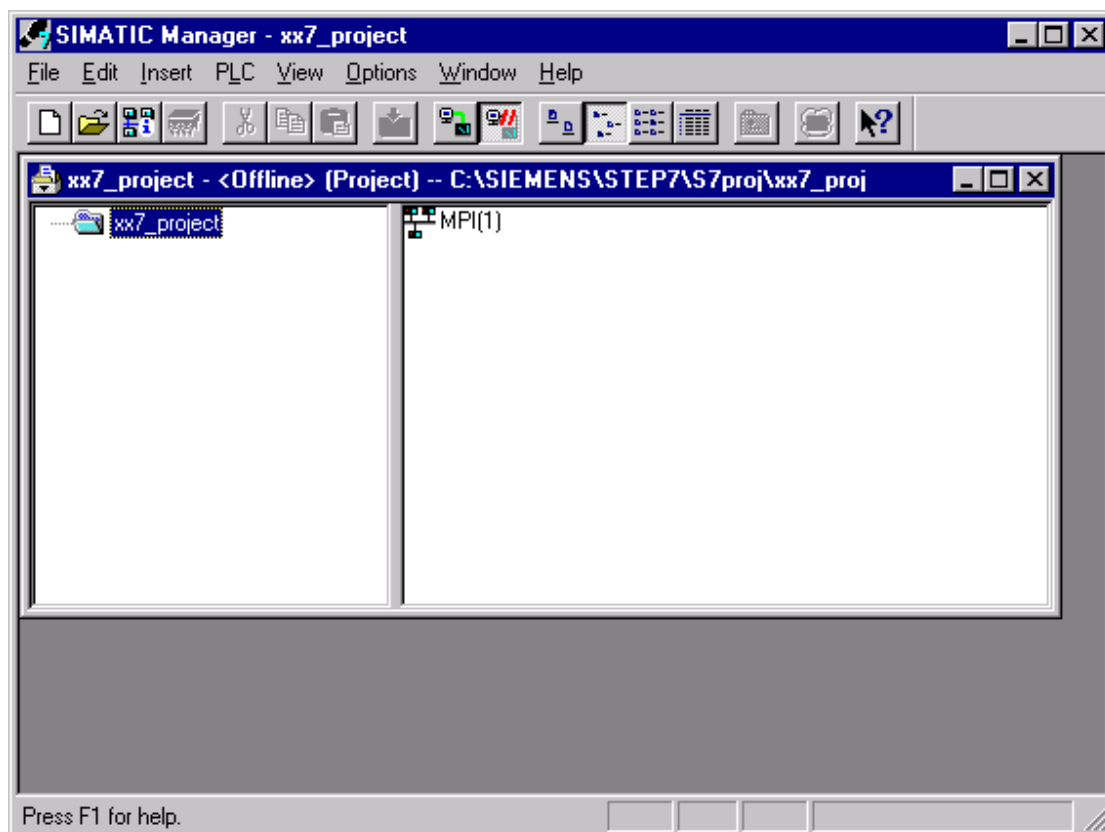 SIMATIC Manager - xx7_project
File Edit Insert PLC View Options Window Help
xx7_project - <Offline> (Project) -- C:\SIEMENS\STEP7\S7proj\xx7_proj
xx7_project
MPI(1)
Press F1 for help.